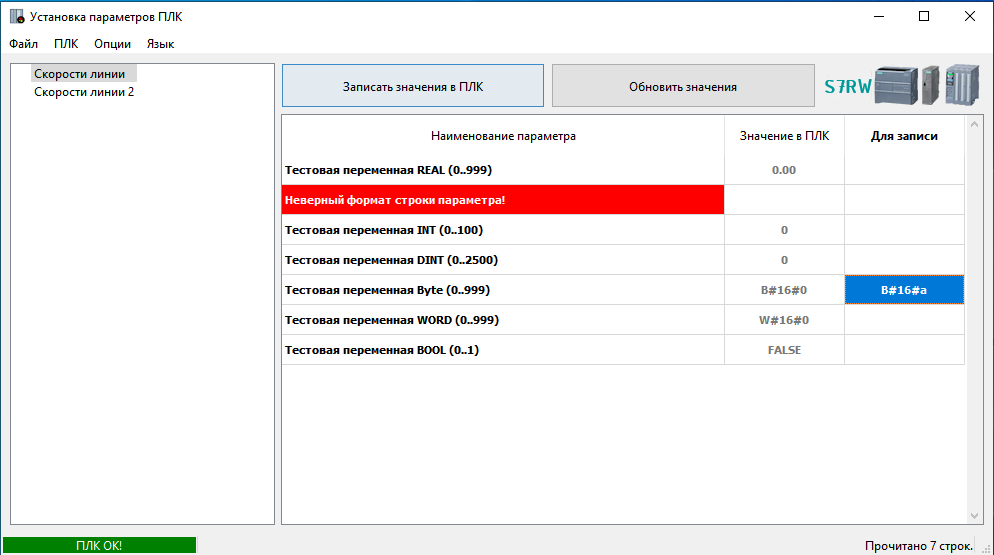 Установка параметров ПЛК
Файл ПЛК Опции Язык
Скорости линии
Скорости линии 2
Записать значения в ПЛК
Обновить значения
S7RW
Наименование параметра Значение в ПЛК Для записи
Тестовая переменная REAL (0..999) 0.00
Неверный формат строки параметра!
Тестовая переменная INT (0..100) 0
Тестовая переменная DINT (0..2500) 0
Тестовая переменная Byte (0..999) B#16#0 B#16#a
Тестовая переменная WORD (0..999) W#16#0
Тестовая переменная BOOL (0..1) FALSE
ПЛК ОК!
Прочитано 7 строк.